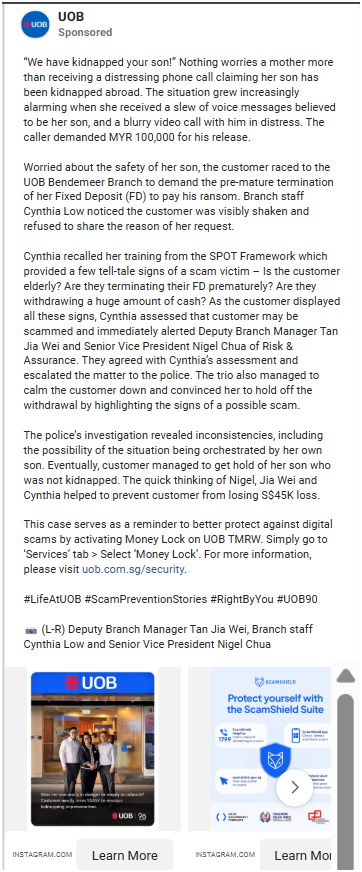 UOB
UOB
Sponsored
“We have kidnapped your son!” Nothing worries a mother more
than receiving a distressing phone call claiming her son has
been kidnapped abroad. The situation grew increasingly
alarming when she received a slew of voice messages believed
to be her son, and a blurry video call with him in distress. The
caller demanded MYR 100,000 for his release.
Worried about the safety of her son, the customer raced to the
UOB Bendemeer Branch to demand the pre-mature termination
of her Fixed Deposit (FD) to pay his ransom. Branch staff
Cynthia Low noticed the customer was visibly shaken and
refused to share the reason of her request.
Cynthia recalled her training from the SPOT Framework which
provided a few tell-tale signs of a scam victim – Is the customer
elderly? Are they terminating their FD prematurely? Are they
withdrawing a huge amount of cash? As the customer displayed
all these signs, Cynthia assessed that customer may be
scammed and immediately alerted Deputy Branch Manager Tan
Jia Wei and Senior Vice President Nigel Chua of Risk &
Assurance. They agreed with Cynthia’s assessment and
escalated the matter to the police. The trio also managed to
calm the customer down and convinced her to hold off the
withdrawal by highlighting the signs of a possible scam.
The police’s investigation revealed inconsistencies, including
the possibility of the situation being orchestrated by her own
son. Eventually, customer managed to get hold of her son who
was not kidnapped. The quick thinking of Nigel, Jia Wei and
Cynthia helped to prevent customer from losing S$45K loss.
This case serves as a reminder to better protect against digital
scams by activating Money Lock on UOB TMRW. Simply go to
‘Services’ tab > Select ‘Money Lock’. For more information,
please visit uob.com.sg/security.
#LifeAtUOB #ScamPreventionStories #RightByYou #UOB90
(L-R) Deputy Branch Manager Tan Jia Wei, Branch staff
Cynthia Low and Senior Vice President Nigel Chua
UOB
Was her son really in danger or simply in cahoots?
Customer nearly loses S$45K to devious
kidnapping impersonation.
UOB
SCAMSHIELD
Protect yourself with
the ScamShield Suite
ScamShield
Helpline
1799
ScamShield app
INSTAGRAM.COM
Learn More
INSTAGRAM.COM
Learn Mor